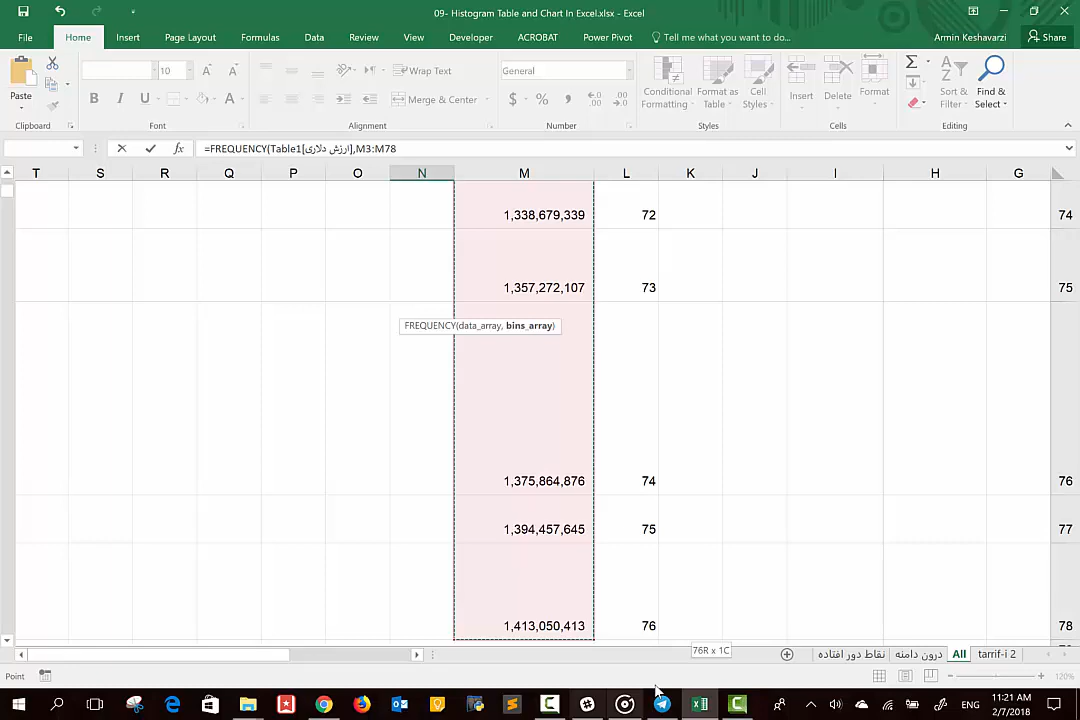 09- Histogram Table and Chart In Excel.xlsx - Excel
File Home Insert Page Layout Formulas Data Review View Developer ACROBAT Power Pivot Tell me what you want to do... Armin Keshavarzi Share
Paste
10
Wrap Text
Merge & Center
General
Conditional Formatting
Format as Table
Cell Styles
Insert
Delete
Format
Sort & Filter
Find & Select
Clipboard Font Alignment Number Styles Cells Editing
=FREQUENCY(Table1[ارزش دلاری],M3:M78
T S R Q P O N M L K J I H G
1,338,679,339 72 74
1,357,272,107 73 75
FREQUENCY(data_array, bins_array)
1,375,864,876 74 76
1,394,457,645 75 77
1,413,050,413 76 78
76R x 1C
نقاط دور افتاده درون دامنه All tarrif-i 2
Point 120%
ENG 11:21 AM
2/7/2018